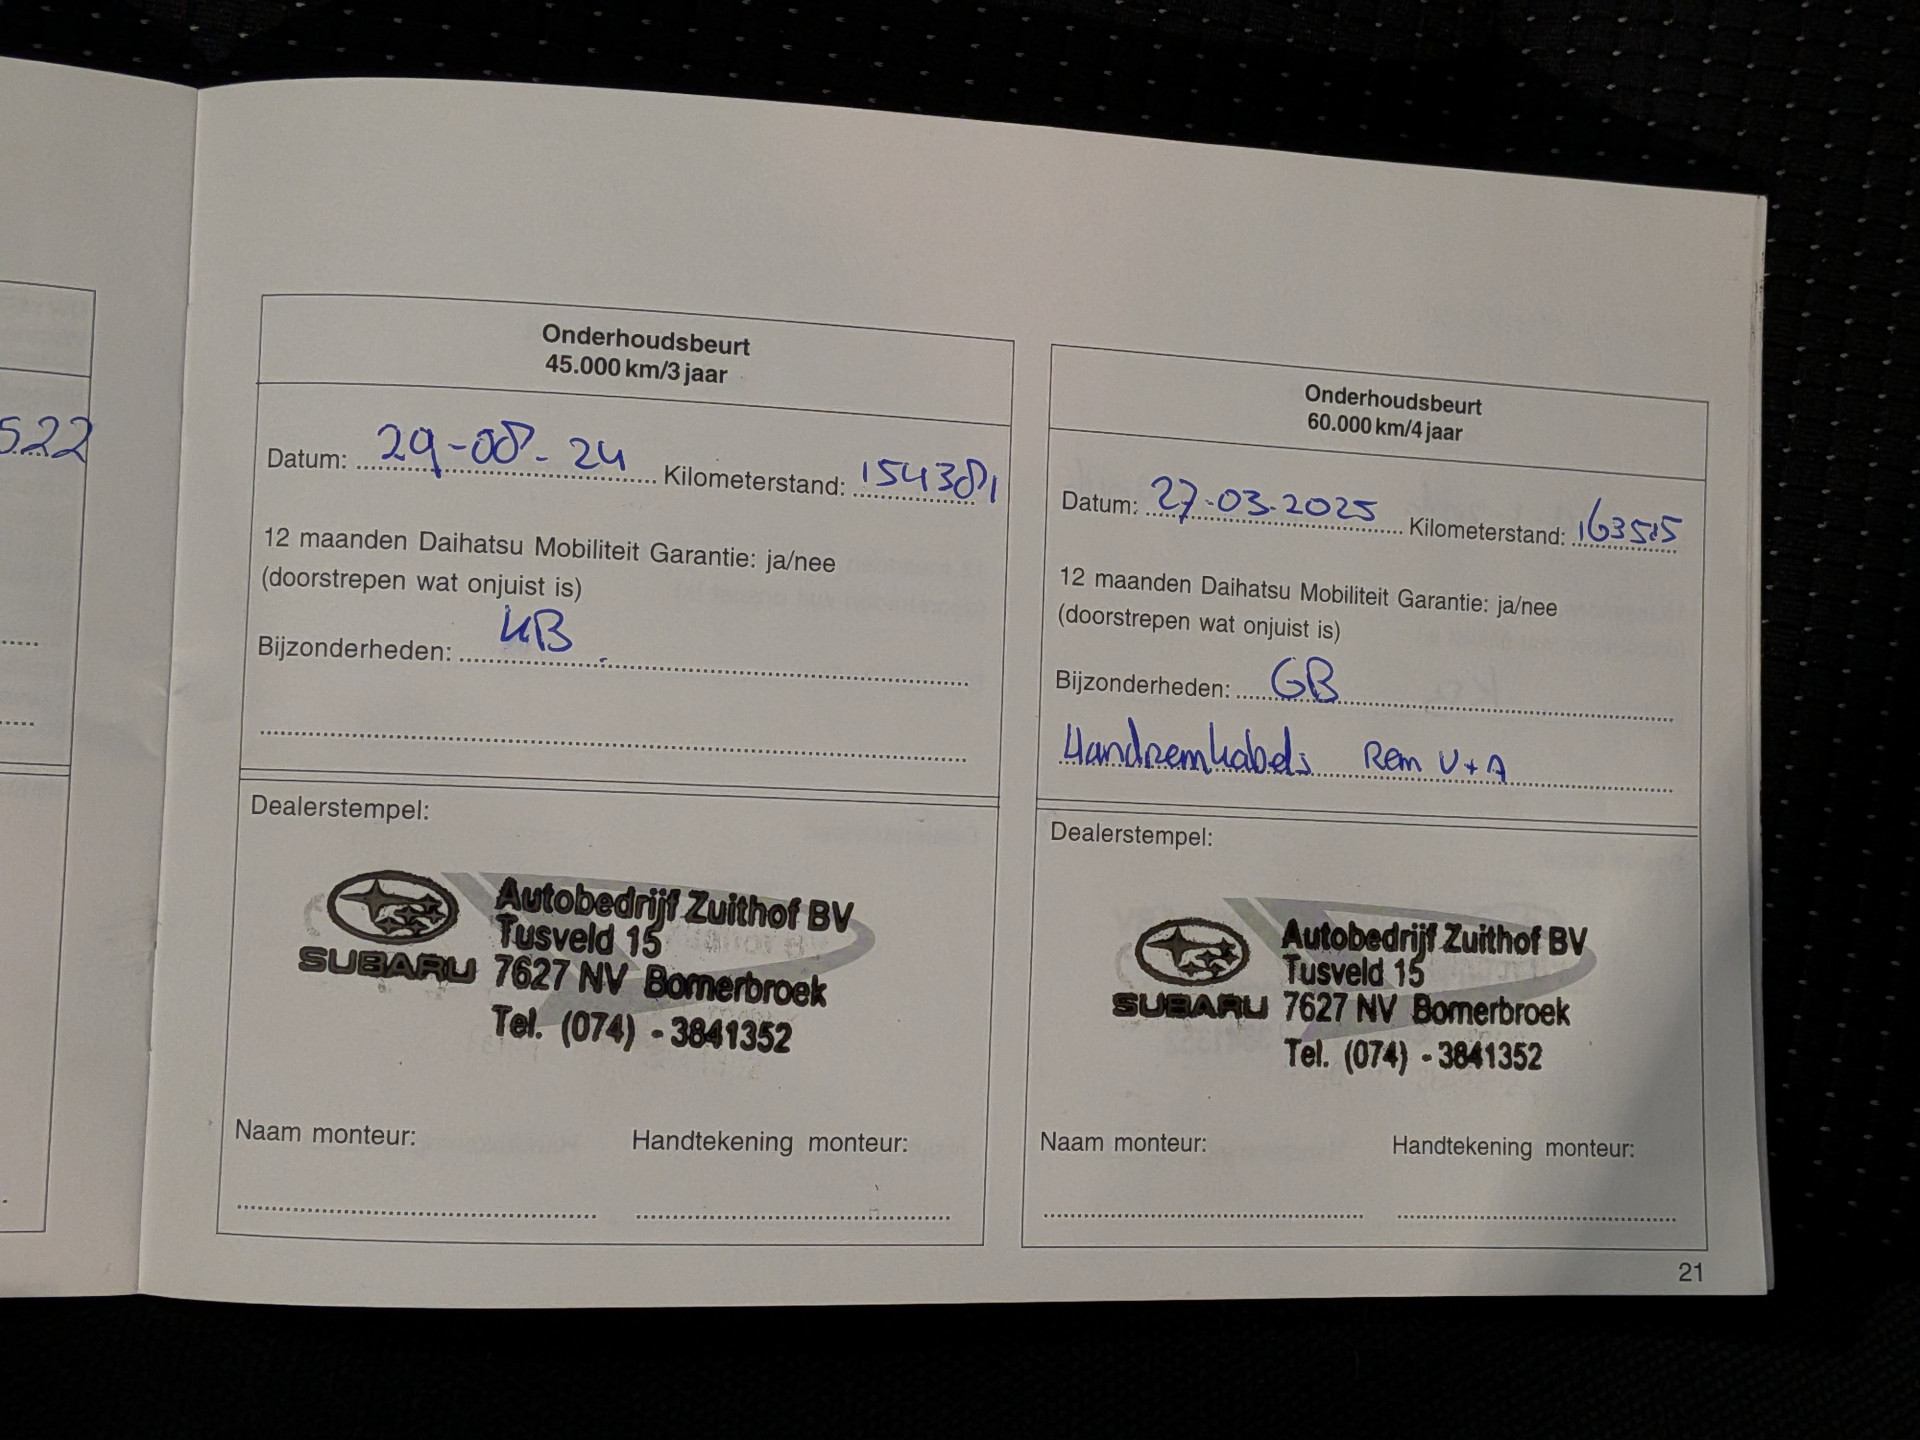 522
Onderhoudsbeurt
45.000 km/3 jaar
Datum: 29-08-24 Kilometerstand: 154381
12 maanden Daihatsu Mobiliteit Garantie: ja/nee
(doorstrepen wat onjuist is)
Bijzonderheden: KB
Dealerstempel:
SUBARU
Autobedrijf Zuithof BV
Tusveld 15
7627 NV Bornerbroek
Tel. (074) - 3841352
Naam monteur: Handtekening monteur:
Onderhoudsbeurt
60.000 km/4 jaar
Datum: 27-03-2025 Kilometerstand: 163515
12 maanden Daihatsu Mobiliteit Garantie: ja/nee
(doorstrepen wat onjuist is)
Bijzonderheden: GB
Handremkabels Rem V+A
Dealerstempel:
SUBARU
Autobedrijf Zuithof BV
Tusveld 15
7627 NV Bornerbroek
Tel. (074) - 3841352
Naam monteur: Handtekening monteur:
21